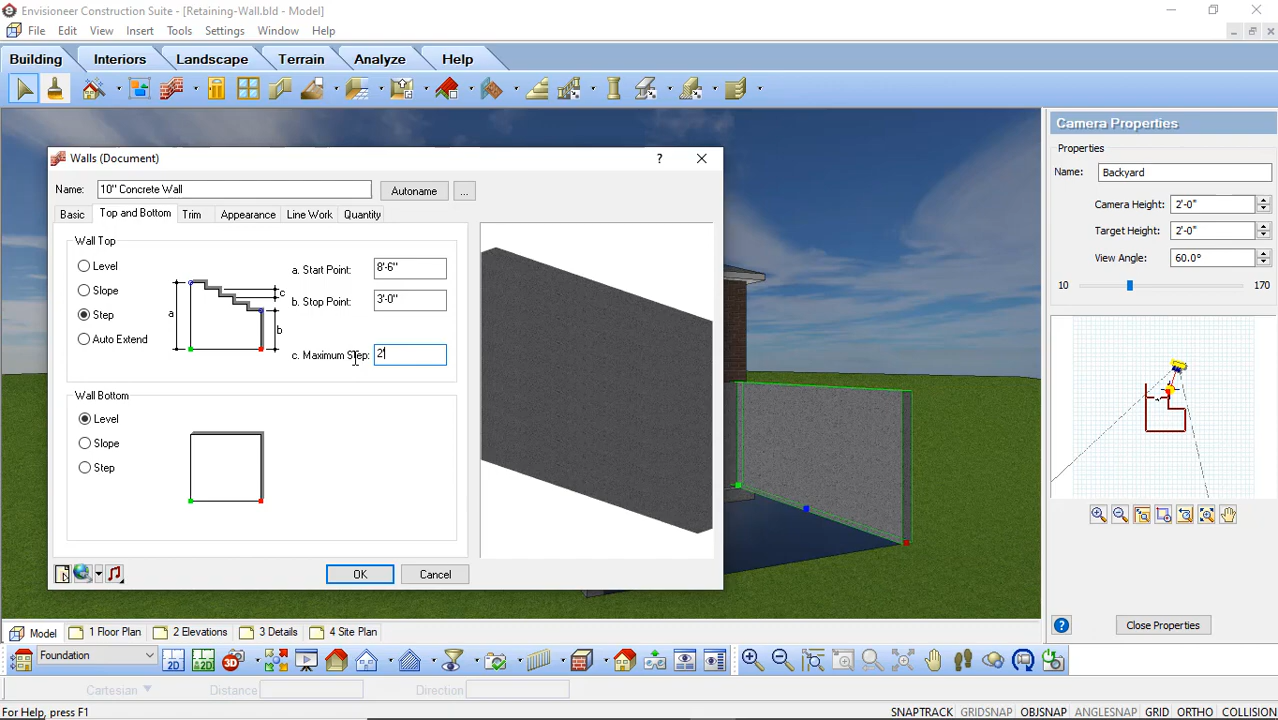 Envisioneer Construction Suite - [Retaining-Wall.bld - Model]
File Edit View Insert Tools Settings Window Help
Building Interiors Landscape Terrain Analyze Help
Camera Properties
Properties
Name: Backyard
Camera Height: 2'-0"
Target Height: 2'-0"
View Angle: 60.0°
10 170
Close Properties
Walls (Document)
?
Name: 10" Concrete Wall Autoname ...
Basic Top and Bottom Trim Appearance Line Work Quantity
Wall Top
Level
Slope
Step
Auto Extend
a
c
b
a. Start Point: 8'-6"
b. Stop Point: 3'-0"
c. Maximum Step: 2'
Wall Bottom
Level
Slope
Step
OK Cancel
Model 1 Floor Plan 2 Elevations 3 Details 4 Site Plan
Foundation 2D 2D 3D
Cartesian Distance Direction
For Help, press F1
SNAPTRACK GRIDSNAP OBJSNAP ANGLESNAP GRID ORTHO COLLISION